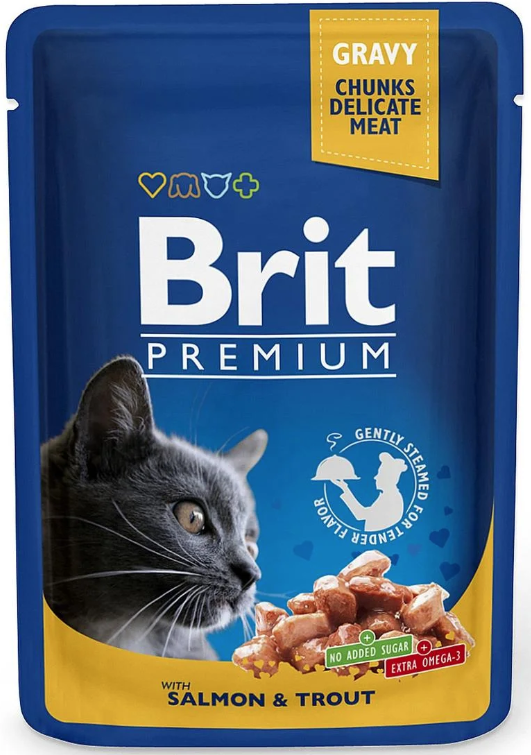 GRAVY
CHUNKS
DELICATE
MEAT
Brit
PREMIUM
GENTLY STEAMED FOR TENDER FLAVOR
+
NO ADDED SUGAR
+
EXTRA OMEGA-3
WITH
SALMON & TROUT